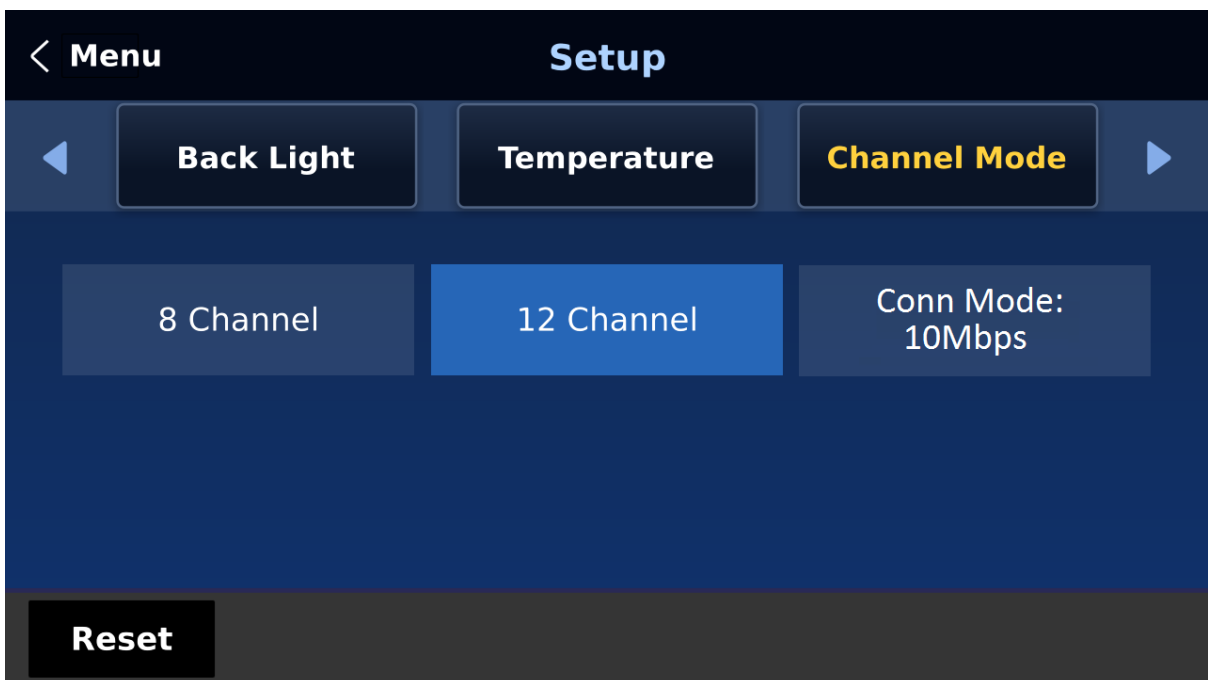 Menu
Setup
Back Light
Temperature
Channel Mode
8 Channel
12 Channel
Conn Mode:
10Mbps
Reset